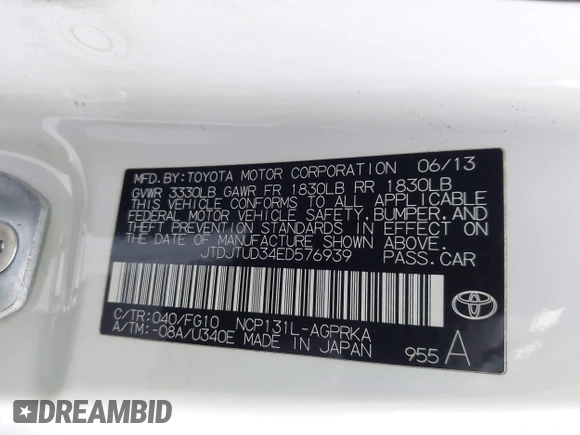 MFD.BY:TOYOTA MOTOR CORPORATION 06/13
GVWR 3330LB GAWR FR 1830LB RR 1830LB
THIS VEHICLE CONFORMS TO ALL APPLICABLE
FEDERAL MOTOR VEHICLE SAFETY, BUMPER, AND
THEFT PREVENTION STANDARDS IN EFFECT ON
THE DATE OF MANUFACTURE SHOWN ABOVE.
JTDJTUD34ED576939 PASS.CAR
C/TR:040/FG10 NCP131L-AGPRKA
A/TM:-08A/U340E MADE IN JAPAN
955 A
TOYOTA
DREAMBID